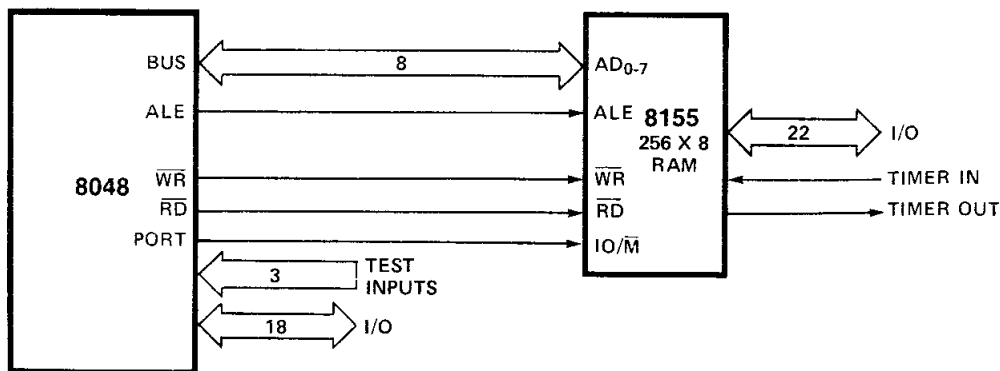 BUS
8
AD0-7
ALE
ALE
8155
256 X 8
RAM
22
I/O
8048
WR
WR
TIMER IN
RD
RD
TIMER OUT
PORT
IO/M
3
TEST
INPUTS
18
I/O